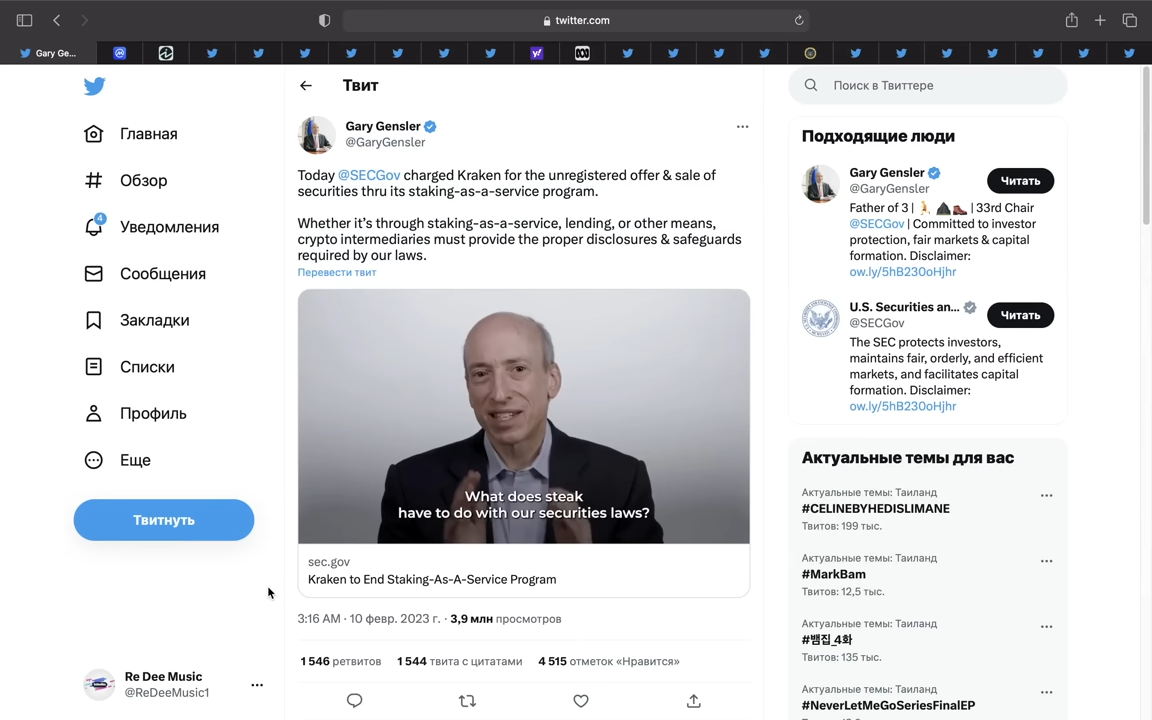 twitter.com
Gary Ge...
Главная
Обзор
4
Уведомления
Сообщения
Закладки
Списки
Профиль
Еще
Твитнуть
Re Dee Music
@ReDeeMusic1
Твит
Gary Gensler
@GaryGensler
Today @SECGov charged Kraken for the unregistered offer & sale of
securities thru its staking-as-a-service program.
Whether it's through staking-as-a-service, lending, or other means,
crypto intermediaries must provide the proper disclosures & safeguards
required by our laws.
Перевести твит
What does steak
have to do with our securities laws?
sec.gov
Kraken to End Staking-As-A-Service Program
3:16 AM · 10 февр. 2023 г. · 3,9 млн просмотров
1 546 ретвитов 1 544 твита с цитатами 4 515 отметок «Нравится»
Поиск в Твиттере
Подходящие люди
Gary Gensler
@GaryGensler
Читать
Father of 3 | | 33rd Chair
@SECGov | Committed to investor
protection, fair markets & capital
formation. Disclaimer:
ow.ly/5hB230oHjhr
U.S. Securities an...
@SECGov
Читать
The SEC protects investors,
maintains fair, orderly, and efficient
markets, and facilitates capital
formation. Disclaimer:
ow.ly/5hB230oHjhr
Актуальные темы для вас
Актуальные темы: Таиланд
#CELINEBYHEDISLIMANE
Твитов: 199 тыс.
Актуальные темы: Таиланд
#MarkBam
Твитов: 12,5 тыс.
Актуальные темы: Таиланд
#뱀집_4화
Твитов: 135 тыс.
Актуальные темы: Таиланд
#NeverLetMeGoSeriesFinalEP